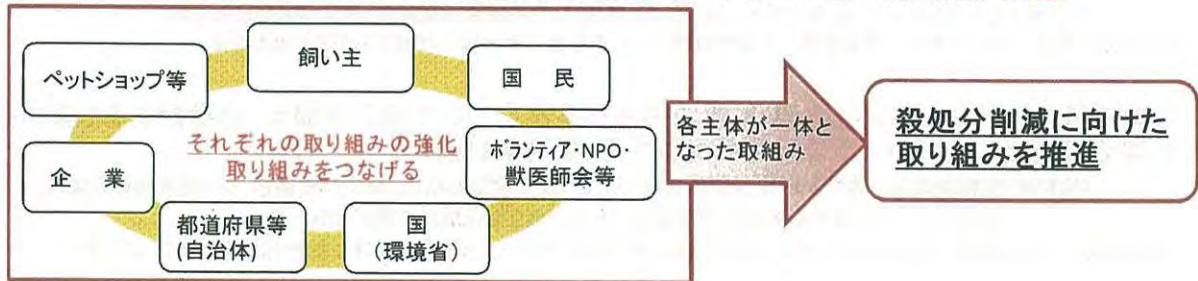 飼い主
ペットショップ等
国　民
それぞれの取り組みの強化
取り組みをつなげる
企　業
ボランティア・NPO・
獣医師会等
都道府県等
(自治体)
国
(環境省)
各主体が一体と
なった取組み
殺処分削減に向けた
取り組みを推進